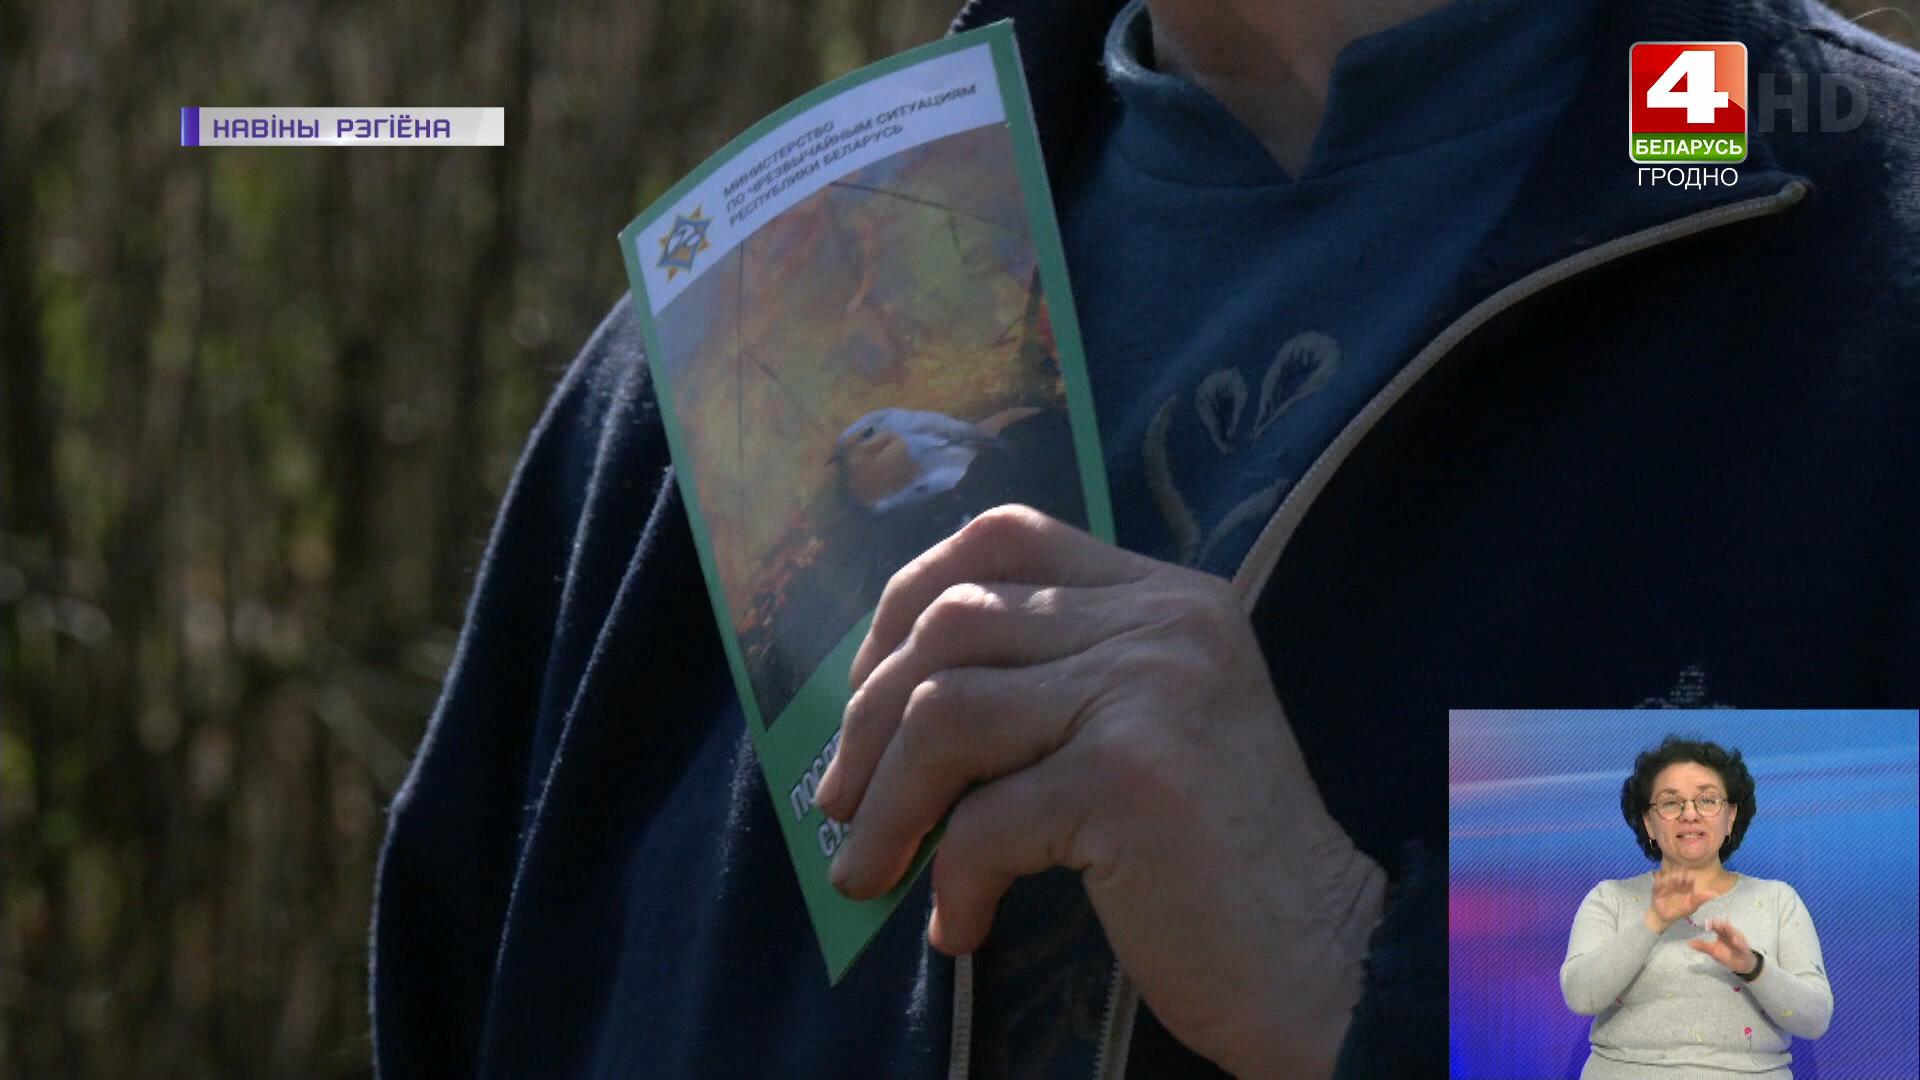 НАВІНЫ РЭГІЁНА
4
HD
БЕЛАРУСЬ
ГРОДНО
МИНИСТЕРСТВО
ПО ЧРЕЗВЫЧАЙНЫМ СИТУАЦИЯМ
РЕСПУБЛИКИ БЕЛАРУСЬ